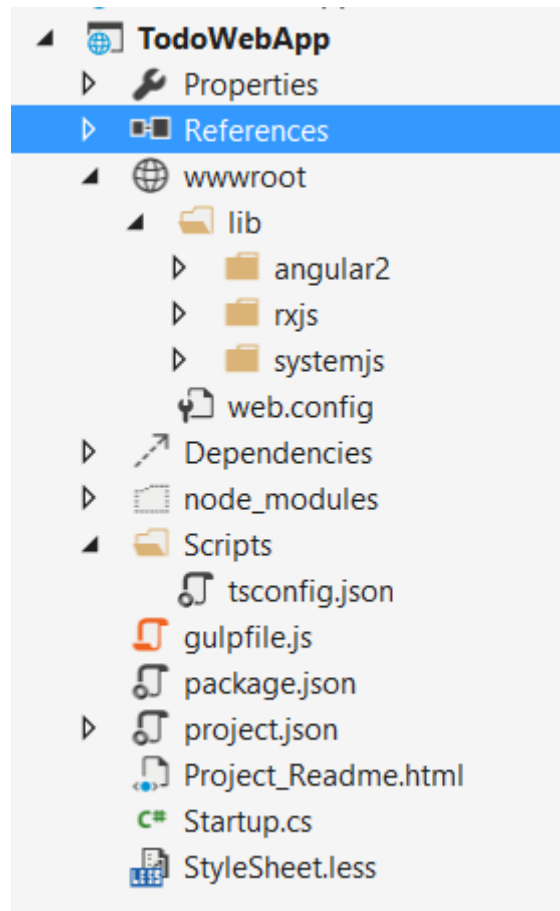 TodoWebApp
Properties
References
wwwroot
lib
angular2
rxjs
systemjs
web.config
Dependencies
node_modules
Scripts
tsconfig.json
gulpfile.js
package.json
project.json
Project_Readme.html
C# Startup.cs
LESS StyleSheet.less